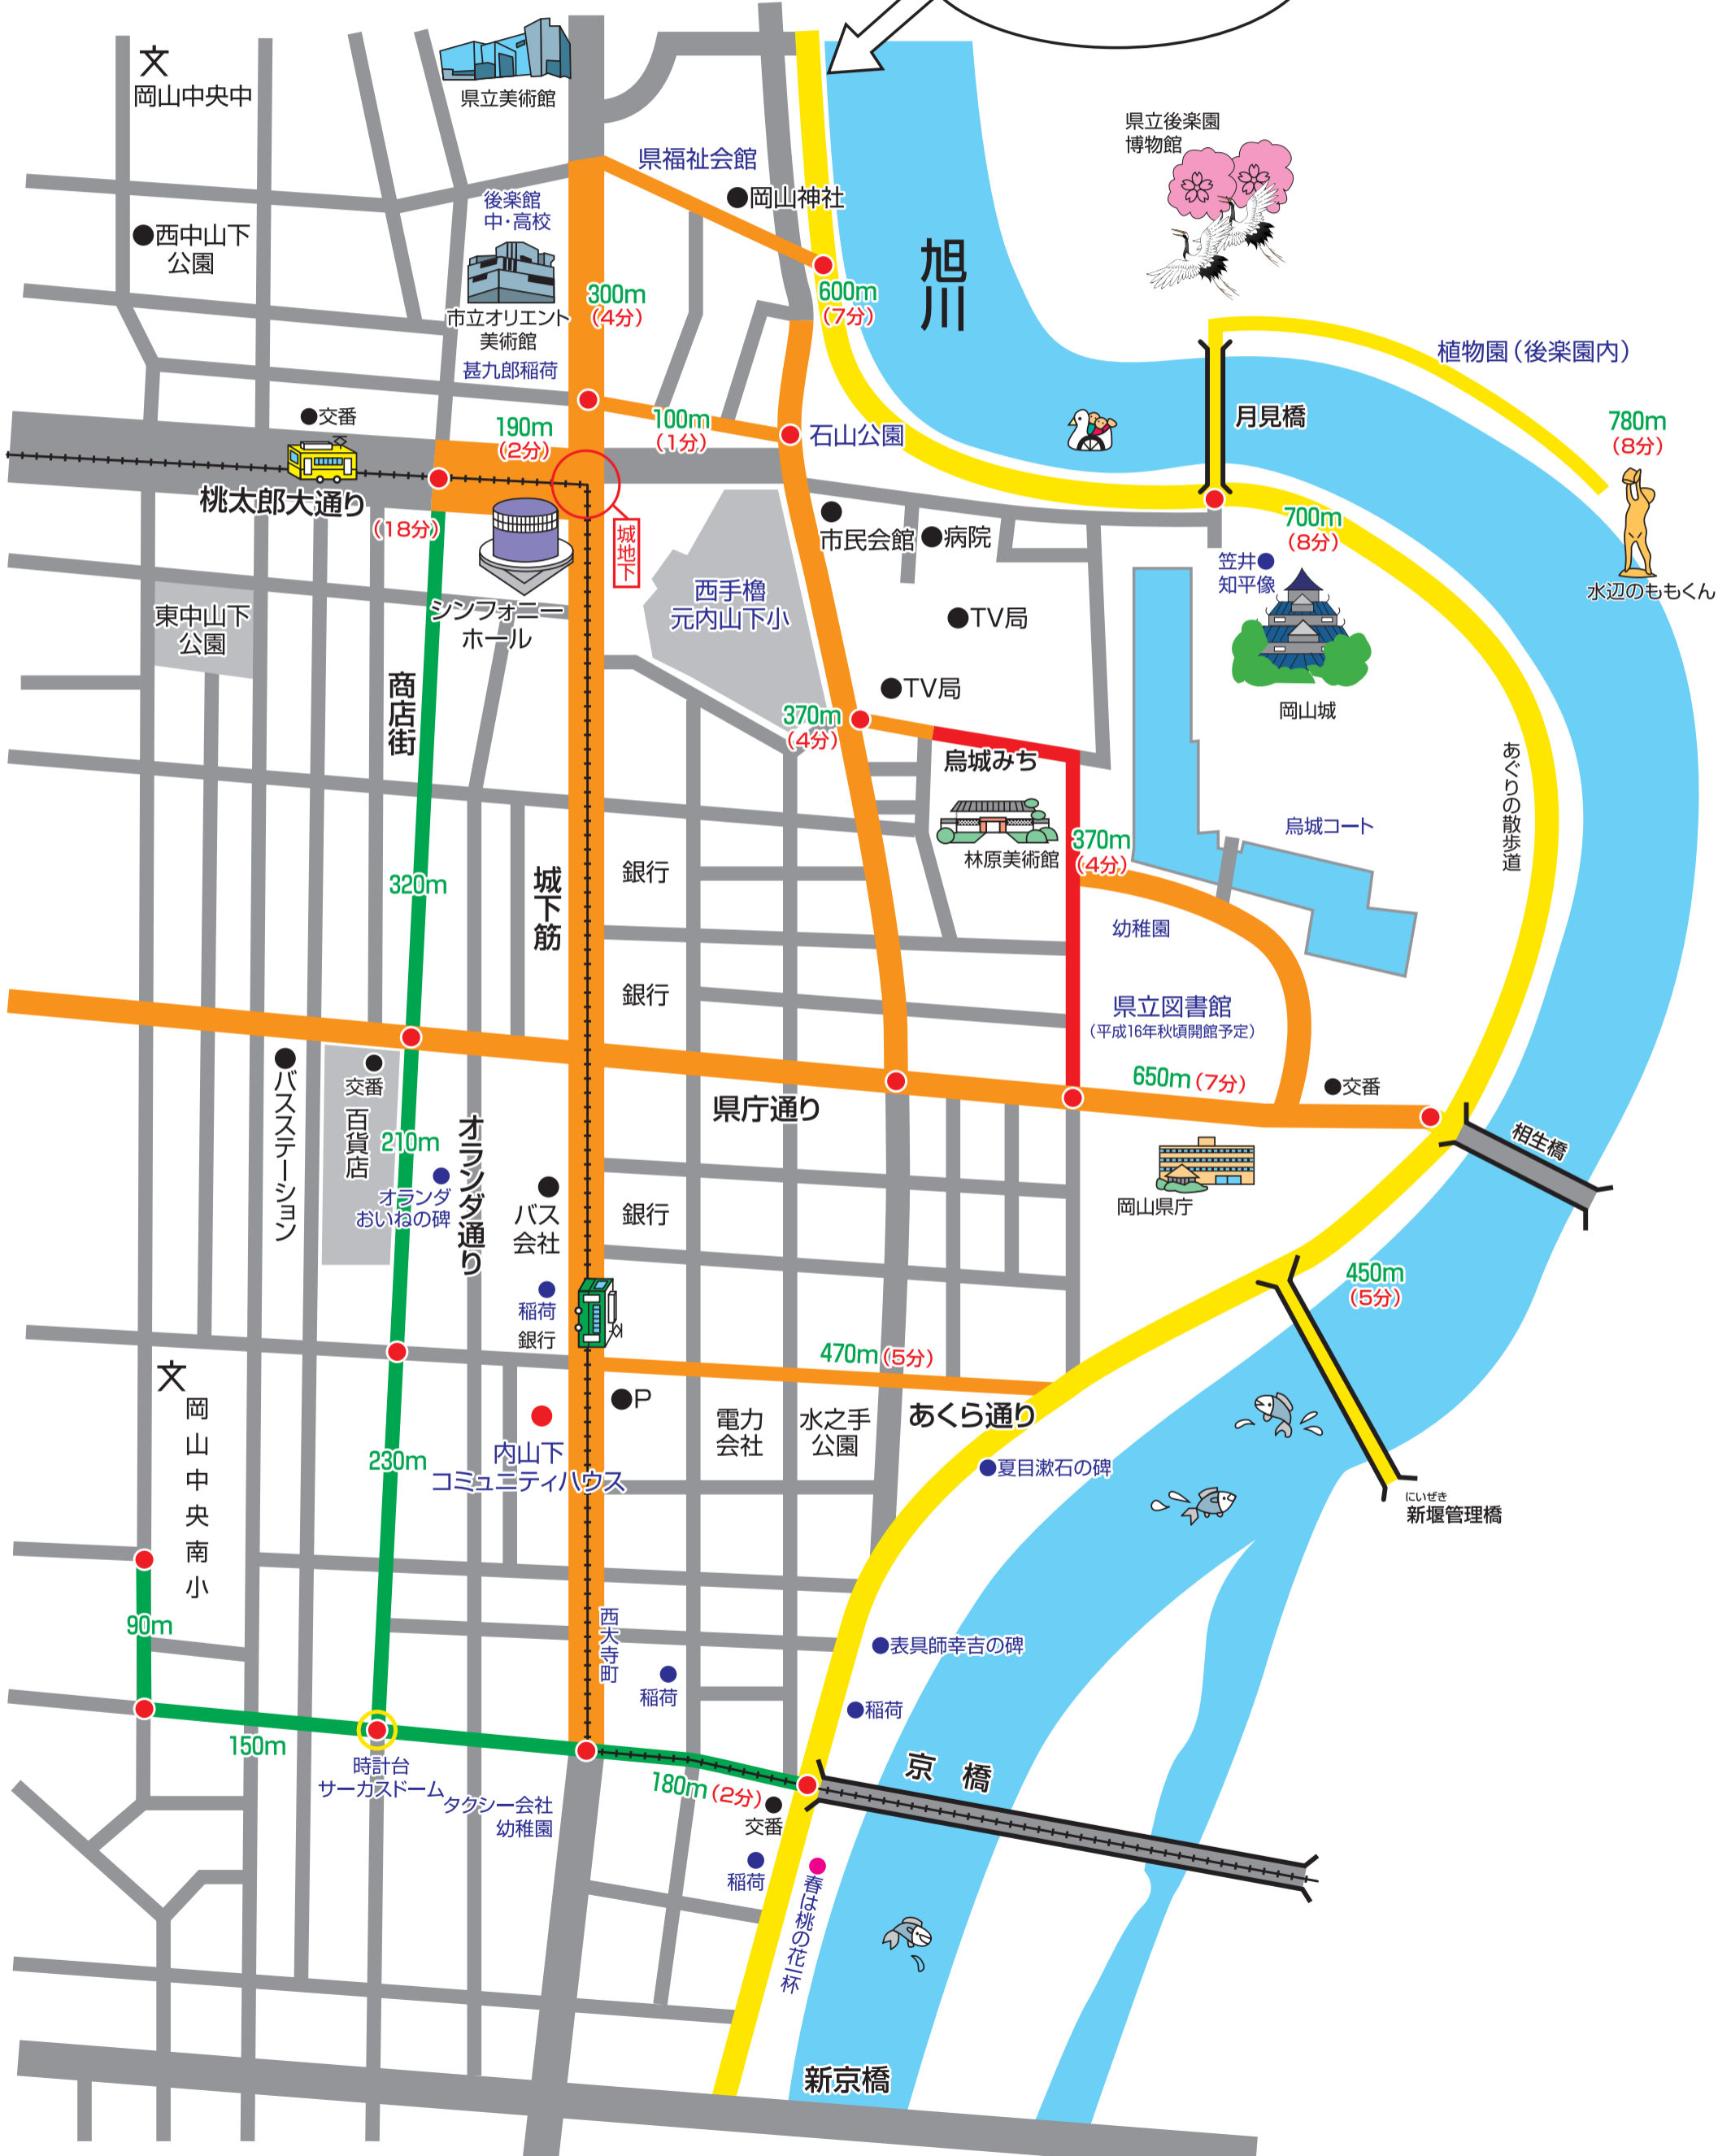 岡山中央中
県立美術館
県立後楽園
博物館
県福祉会館
岡山神社
後楽館
中・高校
西中山下
公園
旭川
300m
(4分)
600m
(7分)
市立オリエント
美術館
甚九郎稲荷
植物園(後楽園内)
交番
190m
(2分)
100m
(1分)
石山公園
月見橋
780m
(8分)
桃太郎大通り
(18分)
城地下
市民会館
病院
700m
(8分)
笠井
知平像
水辺のももくん
西手櫓
元内山下小
東中山下
公園
シンフォニー
ホール
TV局
TV局
商店街
370m
(4分)
岡山城
烏城みち
あぐりの散歩道
林原美術館
370m
(4分)
烏城コート
320m
城下筋
銀行
幼稚園
銀行
県立図書館
(平成16年秋頃開館予定)
650m(7分)
交番
バスステーション
交番
百貨店
県庁通り
210m
オランダ通り
オランダ
おいねの碑
バス
会社
銀行
岡山県庁
相生橋
稲荷
銀行
450m
(5分)
470m(5分)
岡山中央南小
P
電力
会社
水之手
公園
あくら通り
230m
内山下
コミュニティハウス
夏目漱石の碑
にいぜき
新堰管理橋
90m
西大寺町
表具師幸吉の碑
稲荷
稲荷
150m
時計台
サーカスドーム
タクシー会社
幼稚園
180m(2分)
京橋
交番
稲荷
春は桃の花一杯
新京橋